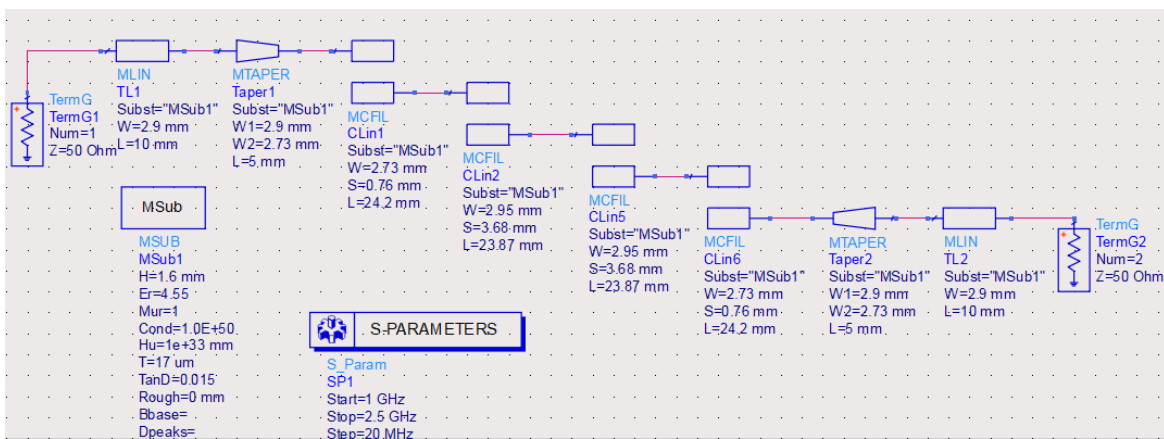 TermG
TermG1
Num=1
Z=50 Ohm
MLIN
TL1
Subst="MSub1"
W=2.9 mm
L=10 mm
MTAPER
Taper1
Subst="MSub1"
W1=2.9 mm
W2=2.73 mm
L=5 mm
MCFIL
CLin1
Subst="MSub1"
W=2.73 mm
S=0.76 mm
L=24.2 mm
MCFIL
CLin2
Subst="MSub1"
W=2.95 mm
S=3.68 mm
L=23.87 mm
MCFIL
CLin5
Subst="MSub1"
W=2.95 mm
S=3.68 mm
L=23.87 mm
MCFIL
CLin6
Subst="MSub1"
W=2.73 mm
S=0.76 mm
L=24.2 mm
MTAPER
Taper2
Subst="MSub1"
W1=2.9 mm
W2=2.73 mm
L=5 mm
MLIN
TL2
Subst="MSub1"
W=2.9 mm
L=10 mm
TermG
TermG2
Num=2
Z=50 Ohm
MSub
MSUB
MSub1
H=1.6 mm
Er=4.55
Mur=1
Cond=1.0E+50
Hu=1e+33 mm
T=17 um
TanD=0.015
Rough=0 mm
Bbase=
Dpeaks=
S-PARAMETERS
S_Param
SP1
Start=1 GHz
Stop=2.5 GHz
Step=20 MHz